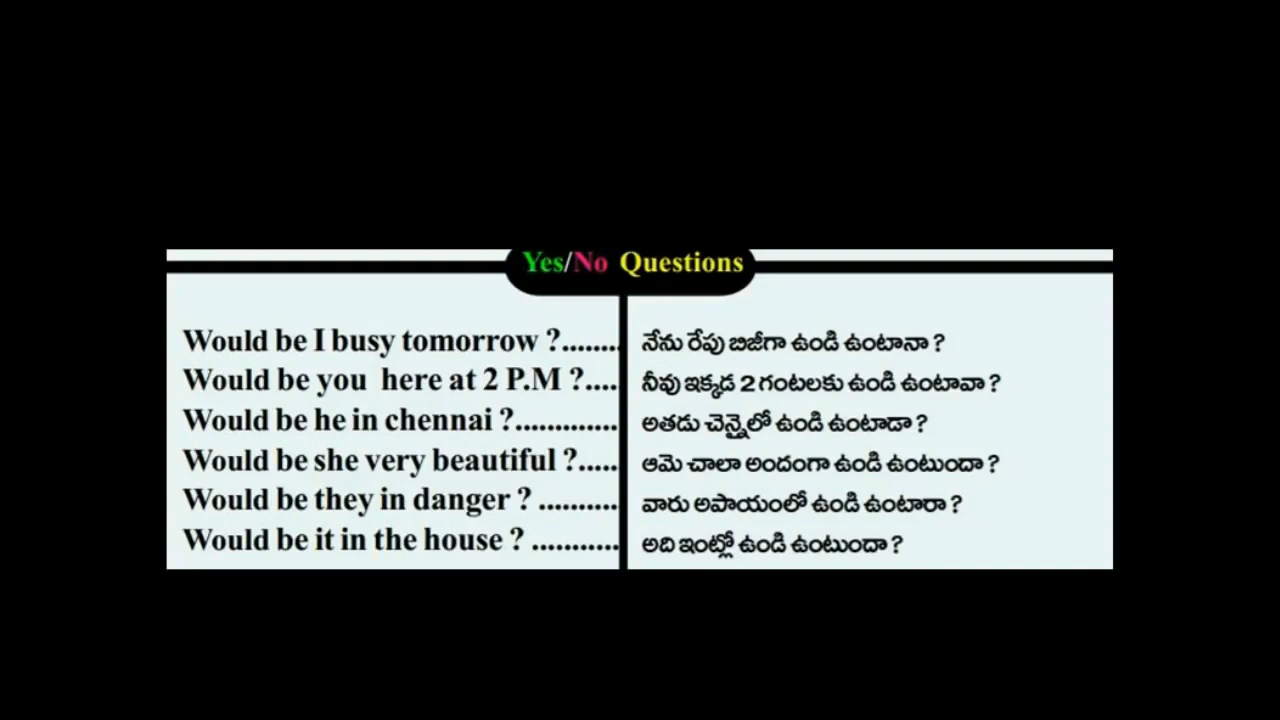 Yes/No Questions
Would be I busy tomorrow ?........ నేను రేపు బిజీగా ఉండి ఉంటానా ?
Would be you here at 2 P.M ?.... నీవు ఇక్కడ 2 గంటలకు ఉండి ఉంటావా ?
Would be he in chennai ?............. అతడు చెన్నైలో ఉండి ఉంటాడా ?
Would be she very beautiful ?..... ఆమె చాలా అందంగా ఉండి ఉంటుందా ?
Would be they in danger ? .......... వారు అపాయంలో ఉండి ఉంటారా ?
Would be it in the house ? ........... అది ఇంట్లో ఉండి ఉంటుందా ?